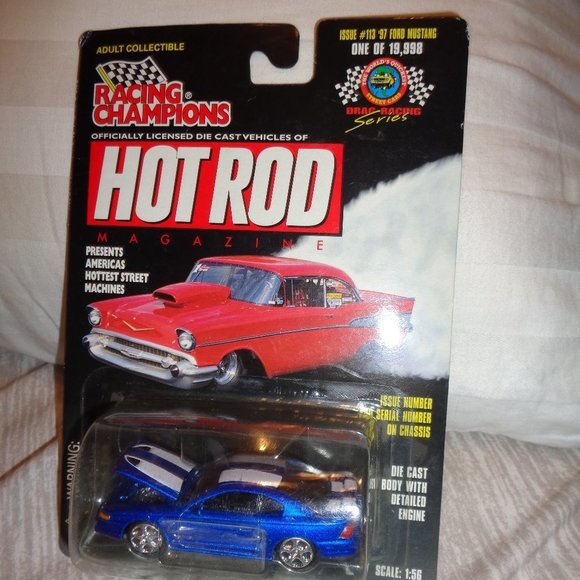 ADULT COLLECTIBLE
ISSUE #113 '97 FORD MUSTANG
ONE OF 19,998
RACING
CHAMPIONS®
DRAG RACING
Series
OFFICIALLY LICENSED DIE CAST VEHICLES OF
HOT ROD
MAGAZINE
PRESENTS
AMERICAS
HOTTEST STREET
MACHINES
ISSUE NUMBER
SERIAL NUMBER
ON CHASSIS
WARNING:
DIE CAST
BODY WITH
DETAILED
ENGINE
SCALE: 1:56